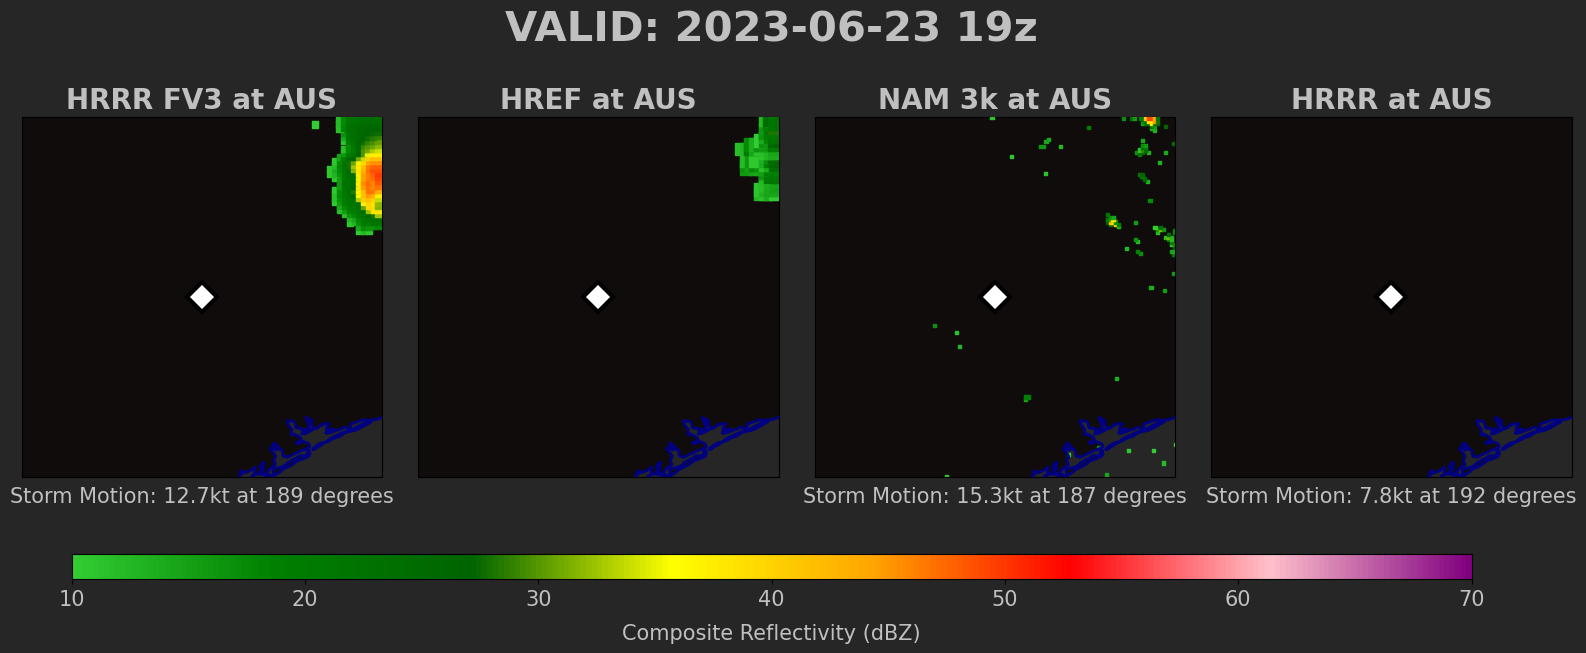 VALID: 2023-06-23 19z
HRRR FV3 at AUS
HREF at AUS
NAM 3k at AUS
HRRR at AUS
Storm Motion: 12.7kt at 189 degrees
Storm Motion: 15.3kt at 187 degrees
Storm Motion: 7.8kt at 192 degrees
10 20 30 40 50 60 70
Composite Reflectivity (dBZ)